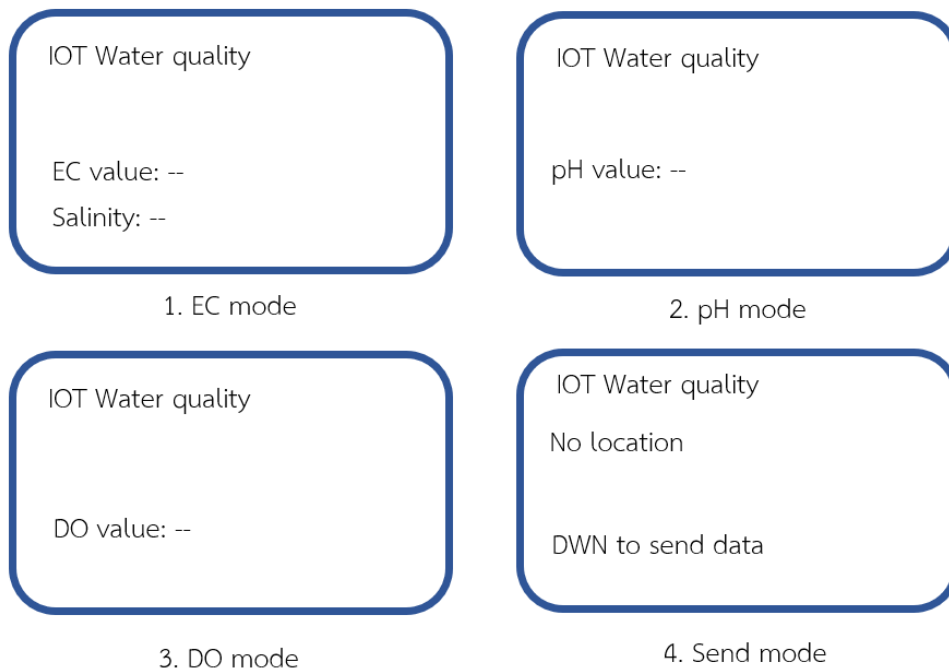 IOT Water quality
EC value: --
Salinity: --
1. EC mode
IOT Water quality
pH value: --
2. pH mode
IOT Water quality
DO value: --
3. DO mode
IOT Water quality
No location
DWN to send data
4. Send mode